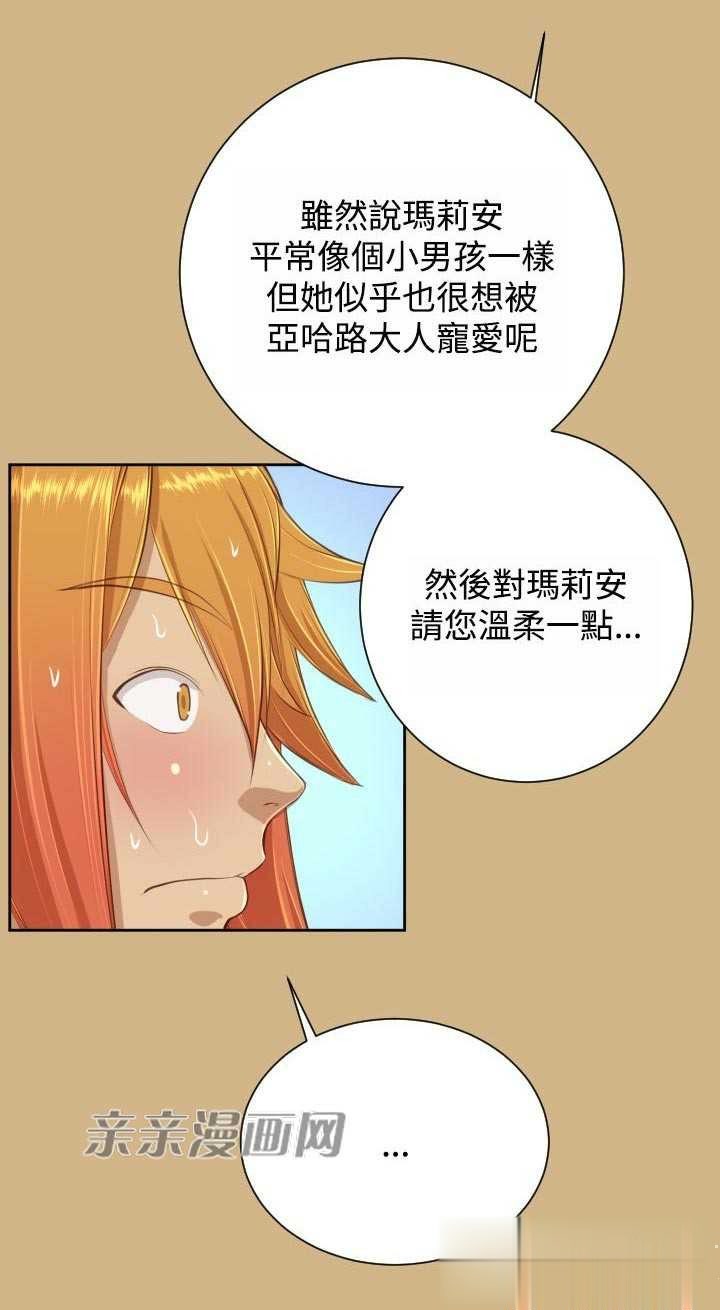 雖然說瑪莉安
平常像個小男孩一樣
但她似乎也很想被
亞哈路大人寵愛呢
然後對瑪莉安
請您溫柔一點...
亲亲漫画网
...